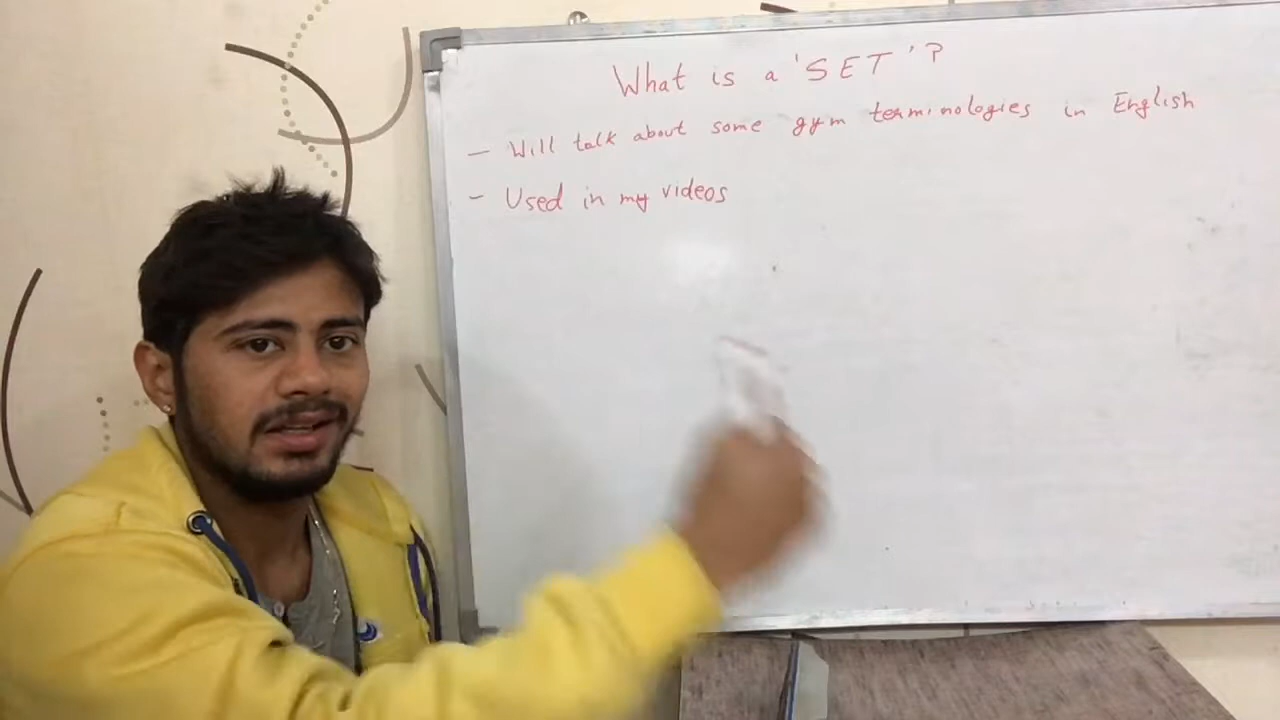 What is a 'SET'?
- Will talk about some gym terminologies in English
- Used in my videos